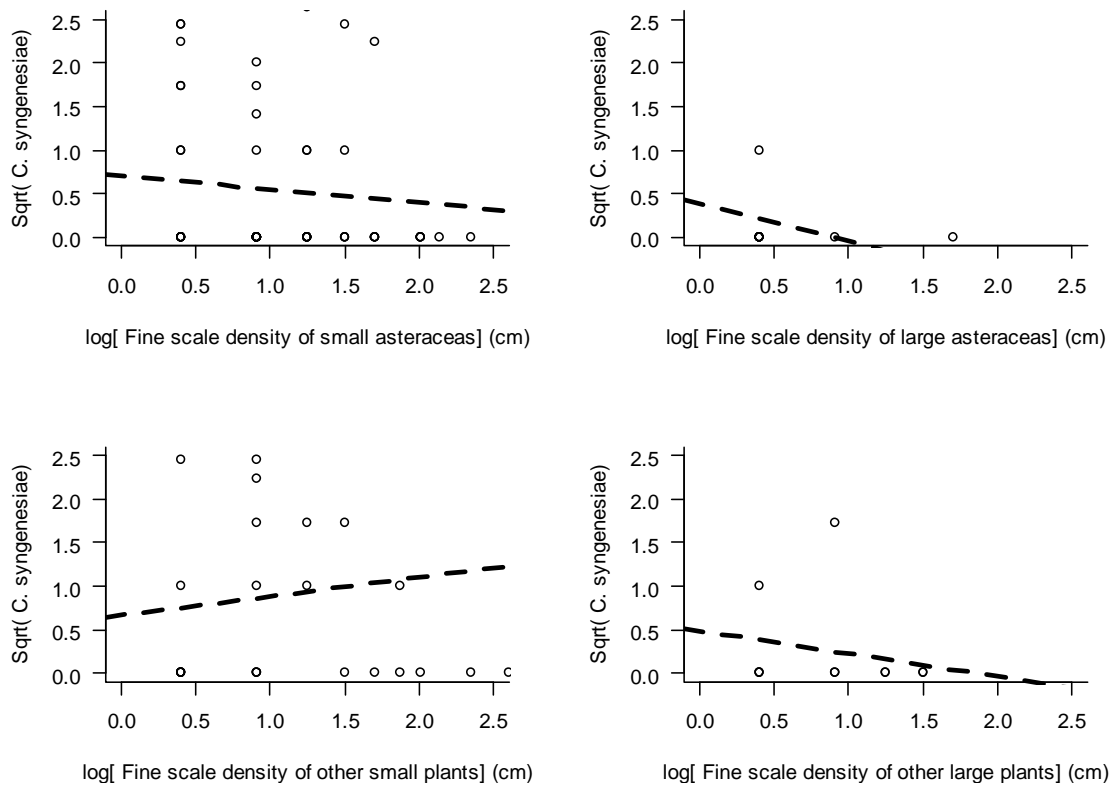 2.5
2.0
1.5
1.0
0.5
0.0
Sqrt( C. syngenesiae)
0.0 0.5 1.0 1.5 2.0 2.5
log[ Fine scale density of small asteraceas] (cm)
2.5
2.0
1.5
1.0
0.5
0.0
Sqrt( C. syngenesiae)
0.0 0.5 1.0 1.5 2.0 2.5
log[ Fine scale density of large asteraceas] (cm)
2.5
2.0
1.5
1.0
0.5
0.0
Sqrt( C. syngenesiae)
0.0 0.5 1.0 1.5 2.0 2.5
log[ Fine scale density of other small plants] (cm)
2.5
2.0
1.5
1.0
0.5
0.0
Sqrt( C. syngenesiae)
0.0 0.5 1.0 1.5 2.0 2.5
log[ Fine scale density of other large plants] (cm)